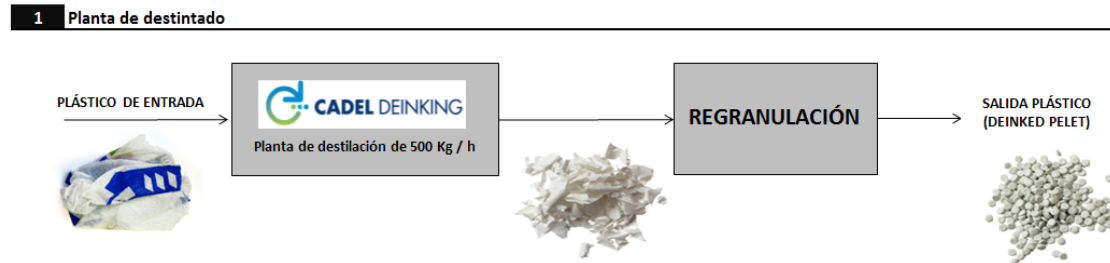 1 Planta de destintado
PLÁSTICO DE ENTRADA
CADEL DEINKING
Planta de destilación de 500 Kg / h
REGRANULACIÓN
SALIDA PLÁSTICO
(DEINKED PELET)